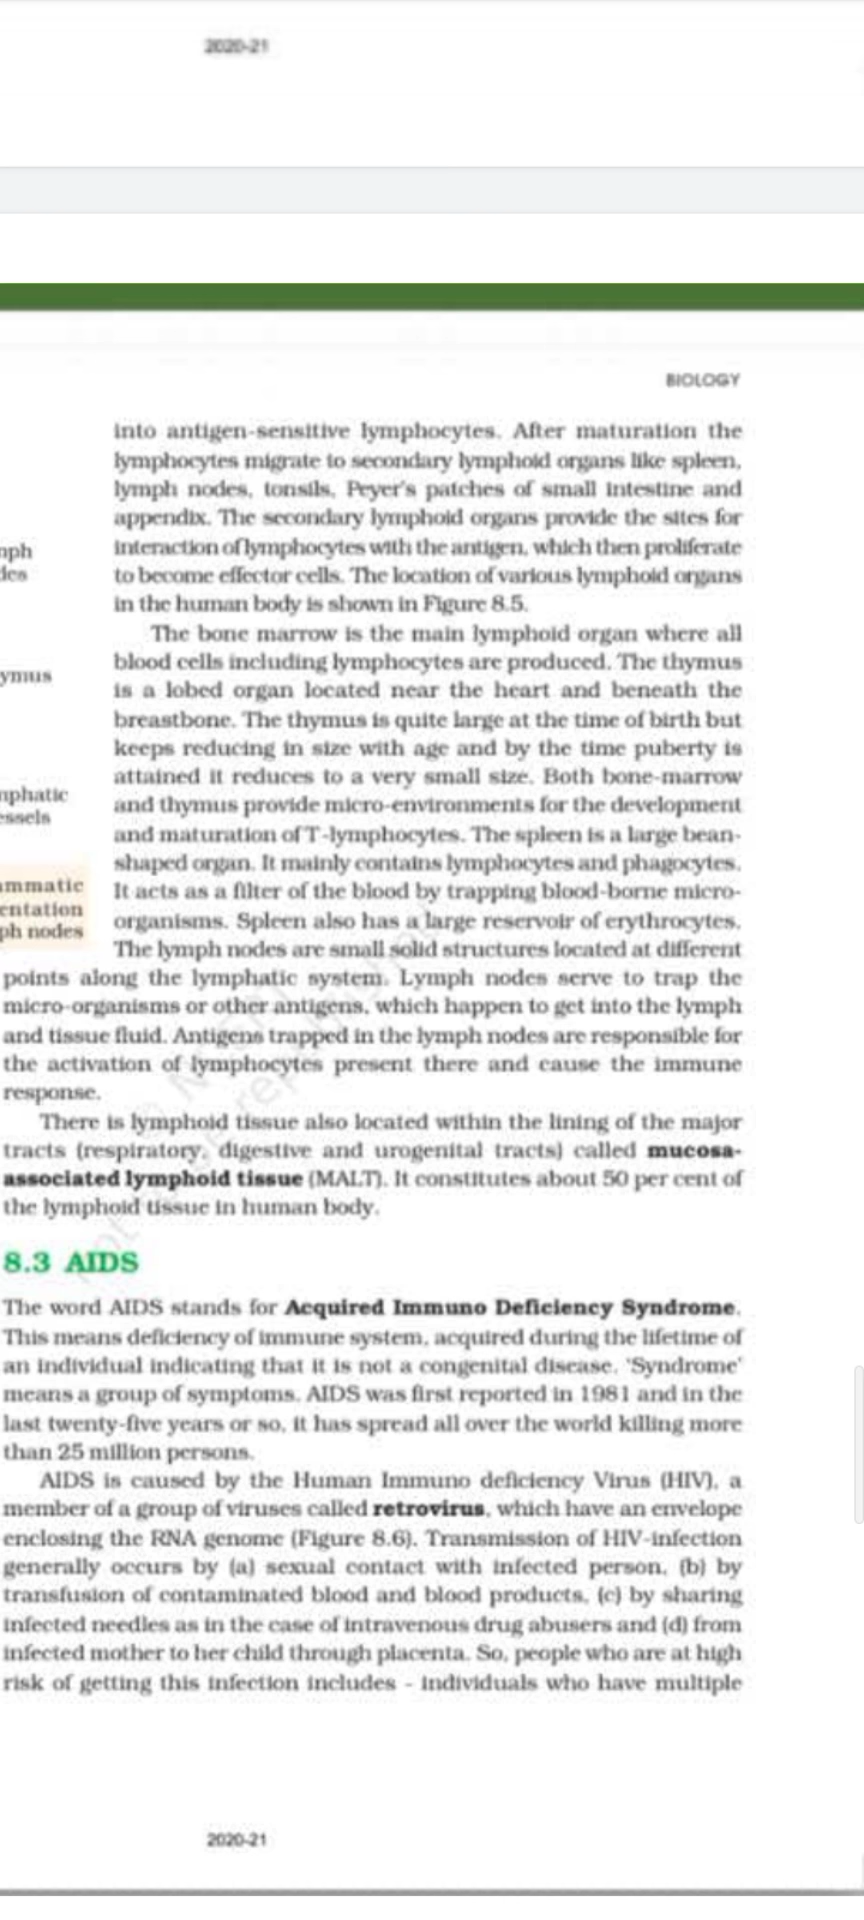 2020-21
BIOLOGY
into antigen-sensitive lymphocytes. After maturation the
lymphocytes migrate to secondary lymphoid organs like spleen,
lymph nodes, tonsils, Peyer's patches of small intestine and
appendix. The secondary lymphoid organs provide the sites for
interaction of lymphocytes with the antigen, which then proliferate
to become effector cells. The location of various lymphoid organs
in the human body is shown in Figure 8.5.
The bone marrow is the main lymphoid organ where all
blood cells including lymphocytes are produced. The thymus
is a lobed organ located near the heart and beneath the
breastbone. The thymus is quite large at the time of birth but
keeps reducing in size with age and by the time puberty is
attained it reduces to a very small size. Both bone-marrow
and thymus provide micro-environments for the development
and maturation of T-lymphocytes. The spleen is a large bean-
shaped organ. It mainly contains lymphocytes and phagocytes.
It acts as a filter of the blood by trapping blood-borne micro-
organisms. Spleen also has a large reservoir of erythrocytes.
The lymph nodes are small solid structures located at different
points along the lymphatic system. Lymph nodes serve to trap the
micro-organisms or other antigens, which happen to get into the lymph
and tissue fluid. Antigens trapped in the lymph nodes are responsible for
the activation of lymphocytes present there and cause the immune
response.
There is lymphoid tissue also located within the lining of the major
tracts (respiratory, digestive and urogenital tracts) called mucosa-
associated lymphoid tissue (MALT). It constitutes about 50 per cent of
the lymphoid tissue in human body.
nph
des
ymus
nphatic
essels
ammatic
entation
ph nodes
8.3 AIDS
The word AIDS stands for Acquired Immuno Deficiency Syndrome.
This means deficiency of immune system, acquired during the lifetime of
an individual indicating that it is not a congenital disease. 'Syndrome'
means a group of symptoms. AIDS was first reported in 1981 and in the
last twenty-five years or so, it has spread all over the world killing more
than 25 million persons.
AIDS is caused by the Human Immuno deficiency Virus (HIV), a
member of a group of viruses called retrovirus, which have an envelope
enclosing the RNA genome (Figure 8.6). Transmission of HIV-infection
generally occurs by (a) sexual contact with infected person, (b) by
transfusion of contaminated blood and blood products, (c) by sharing
infected needles as in the case of intravenous drug abusers and (d) from
infected mother to her child through placenta. So, people who are at high
risk of getting this infection includes - individuals who have multiple
2020-21